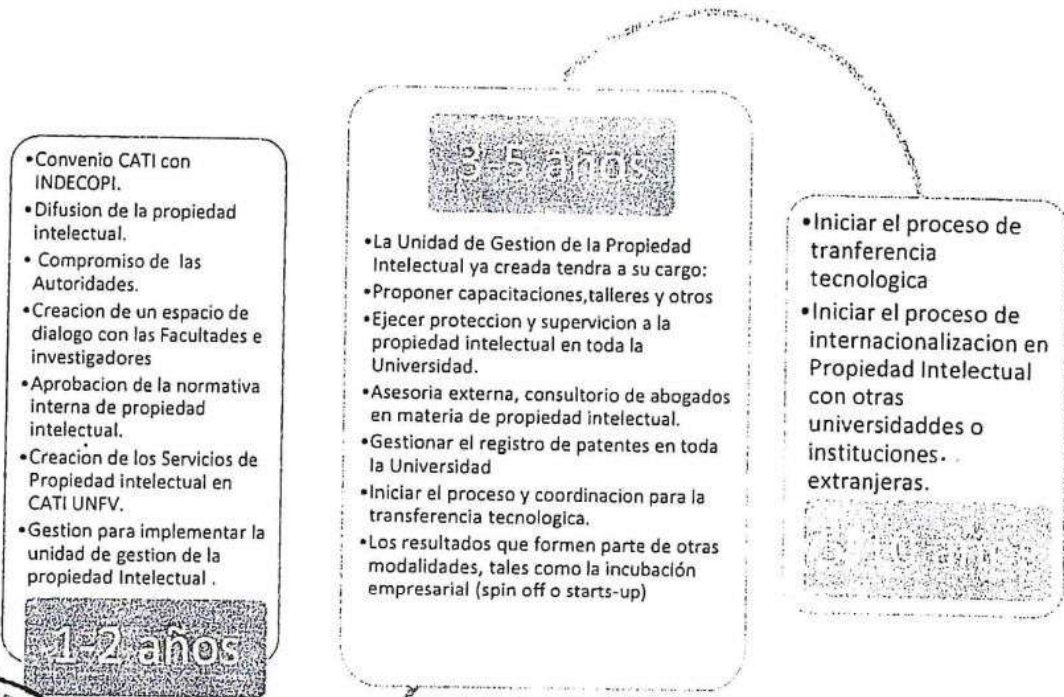 •Convenio CATI con
INDECOPI.
•Difusion de la propiedad
intelectual.
• Compromiso de las
Autoridades.
•Creacion de un espacio de
dialogo con las Facultades e
investigadores
•Aprobacion de la normativa
interna de propiedad
intelectual.
•Creaciòn de los Servicios de
Propiedad intelectual en
CATI UNFV.
•Gestion para implementar la
unidad de gestion de la
propiedad Intelectual .
1-2 años
3-5 años
•La Unidad de Gestion de la Propiedad
Intelectual ya creada tendra a su cargo:
•Proponer capacitaciones,talleres y otros
•Ejecer proteccion y supervicion a la
propiedad intelectual en toda la
Universidad.
•Asesoria externa, consultorio de abogados
en materia de propiedad intelectual.
•Gestionar el registro de patentes en toda
la Universidad
•Iniciar el proceso y coordinacion para la
transferencia tecnologica.
•Los resultados que formen parte de otras
modalidades, tales como la incubación
empresarial (spin off o starts-up)
•Iniciar el proceso de
tranferencia
tecnologica
•Iniciar el proceso de
internacionalizacion en
Propiedad Intelectual
con otras
universidaddes o
instituciones.
extranjeras.
años